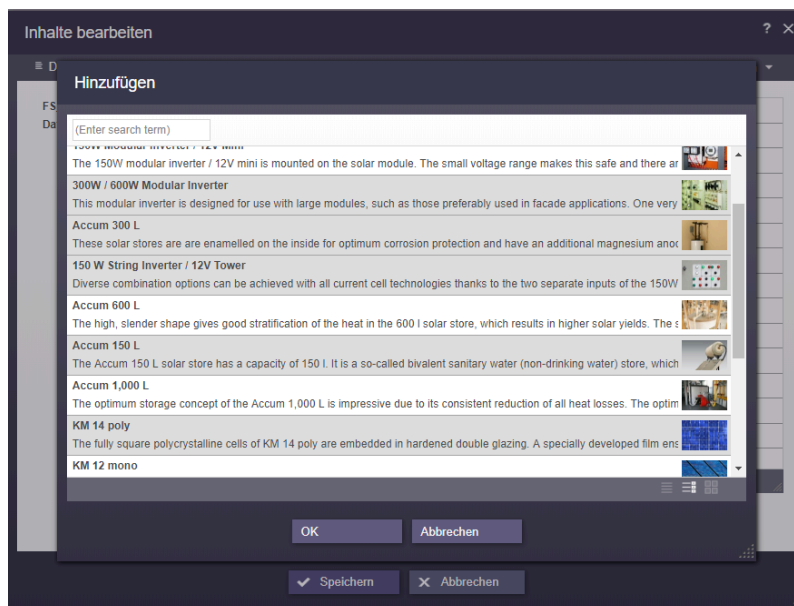 Inhalte bearbeiten
?
D
Hinzufügen
FS
Da
(Enter search term)
150W Modular Inverter / 12V Mini
The 150W modular inverter / 12V mini is mounted on the solar module. The small voltage range makes this safe and there ar
300W / 600W Modular Inverter
This modular inverter is designed for use with large modules, such as those preferably used in facade applications. One very
Accum 300 L
These solar stores are are enamelled on the inside for optimum corrosion protection and have an additional magnesium anod
150 W String Inverter / 12V Tower
Diverse combination options can be achieved with all current cell technologies thanks to the two separate inputs of the 150W
Accum 600 L
The high, slender shape gives good stratification of the heat in the 600 l solar store, which results in higher solar yields. The s
Accum 150 L
The Accum 150 L solar store has a capacity of 150 l. It is a so-called bivalent sanitary water (non-drinking water) store, which
Accum 1,000 L
The optimum storage concept of the Accum 1,000 L is impressive due to its consistent reduction of all heat losses. The optim
KM 14 poly
The fully square polycrystalline cells of KM 14 poly are embedded in hardened double glazing. A specially developed film ens
KM 12 mono
OK
Abbrechen
Speichern
Abbrechen